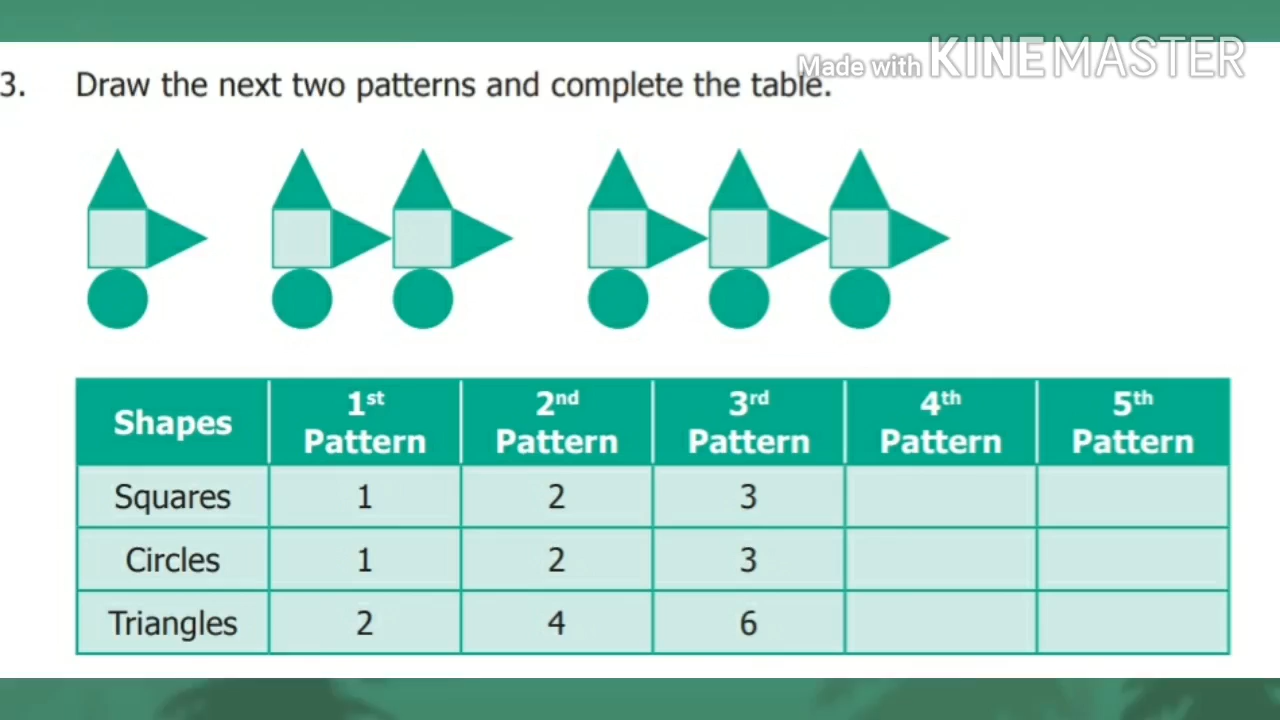 Made with KINEMASTER
3. Draw the next two patterns and complete the table.
Shapes 1st Pattern 2nd Pattern 3rd Pattern 4th Pattern 5th Pattern
Squares 1 2 3
Circles 1 2 3
Triangles 2 4 6